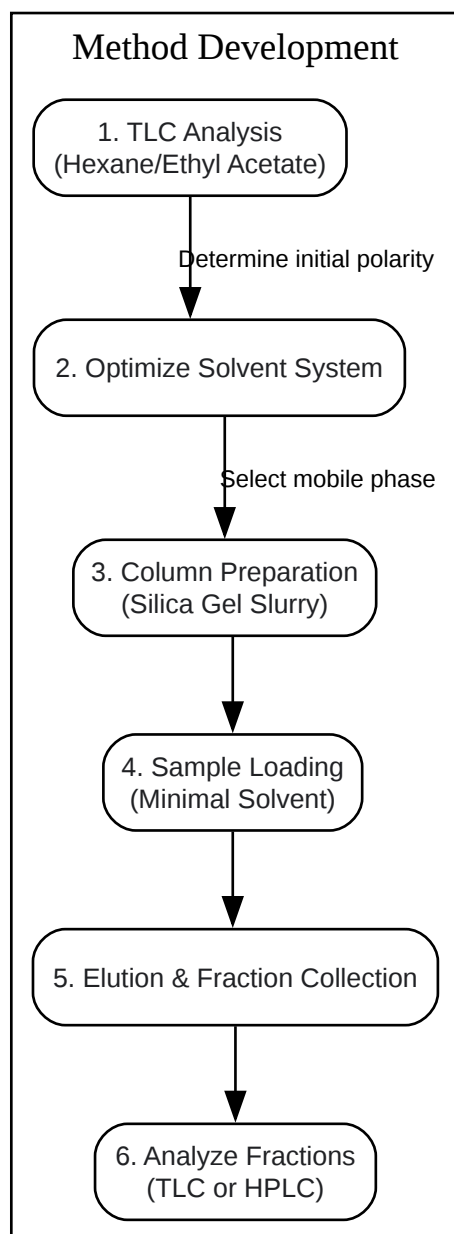 Method Development
1. TLC Analysis
(Hexane/Ethyl Acetate)
Determine initial polarity
2. Optimize Solvent System
Select mobile phase
3. Column Preparation
(Silica Gel Slurry)
4. Sample Loading
(Minimal Solvent)
5. Elution & Fraction Collection
6. Analyze Fractions
(TLC or HPLC)